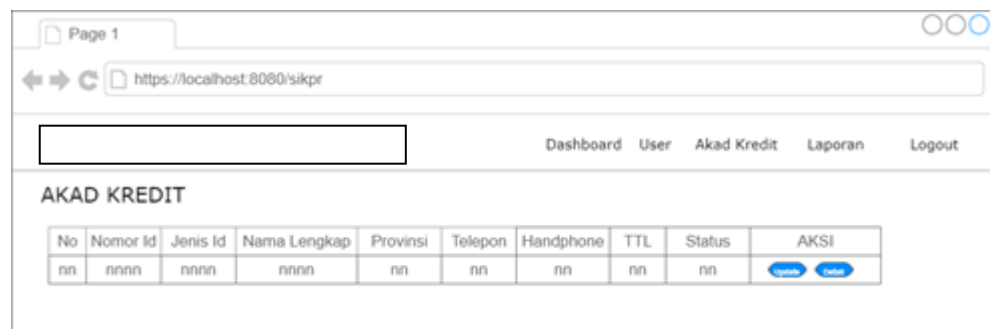 Page 1
https://localhost:8080/sikpr
Dashboard User Akad Kredit Laporan Logout
AKAD KREDIT
No Nomor Id Jenis Id Nama Lengkap Provinsi Telepon Handphone TTL Status AKSI
nn nnnn nnnn nnnn nn nn nn nn nn Update